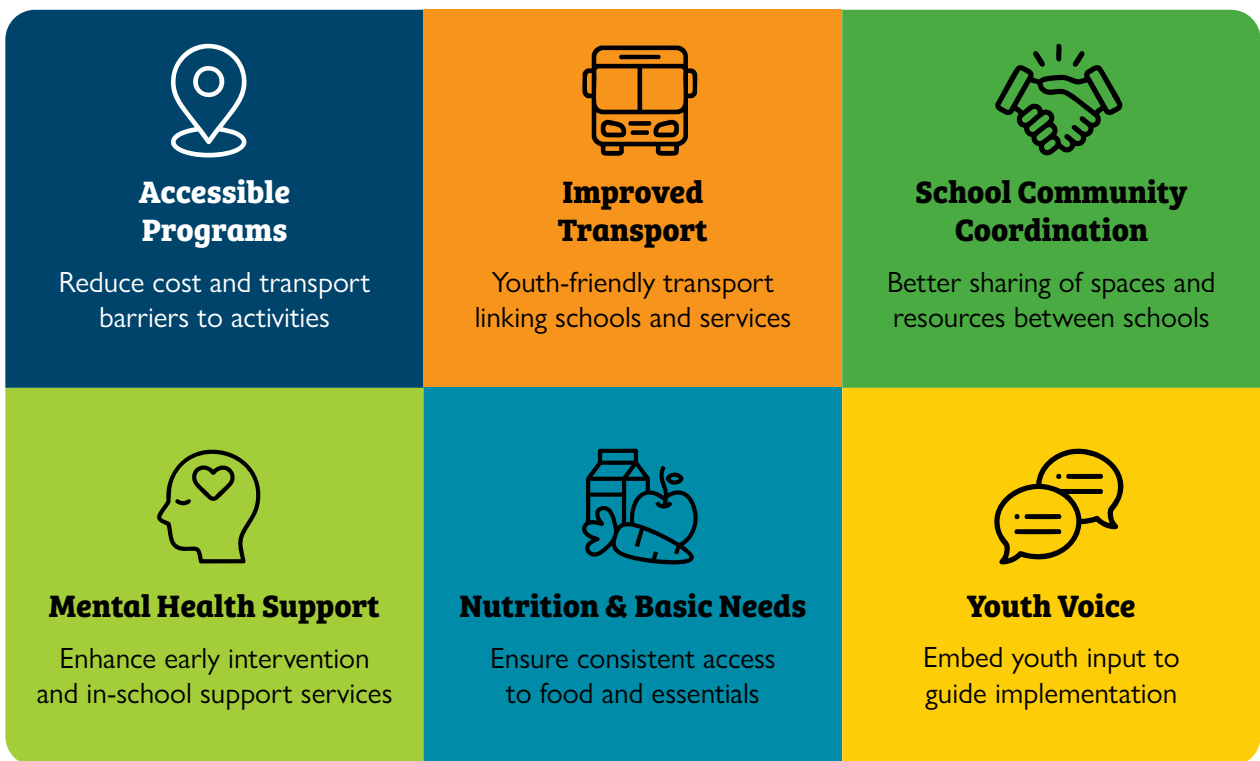 Accessible
Programs
Reduce cost and transport
barriers to activities
Improved
Transport
Youth-friendly transport
linking schools and services
School Community
Coordination
Better sharing of spaces and
resources between schools
Mental Health Support
Enhance early intervention
and in-school support services
Nutrition & Basic Needs
Ensure consistent access
to food and essentials
Youth Voice
Embed youth input to
guide implementation